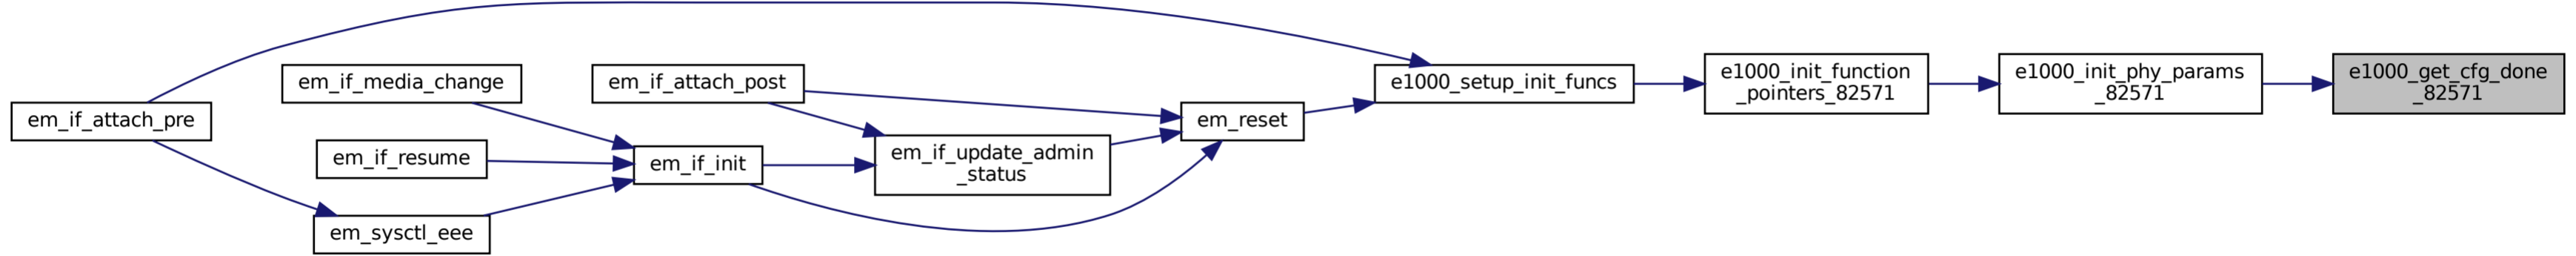 em_if_attach_pre
em_if_media_change
em_if_resume
em_sysctl_eee
em_if_attach_post
em_if_init
em_if_update_admin
_status
em_reset
e1000_setup_init_funcs
e1000_init_function
_pointers_82571
e1000_init_phy_params
_82571
e1000_get_cfg_done
_82571